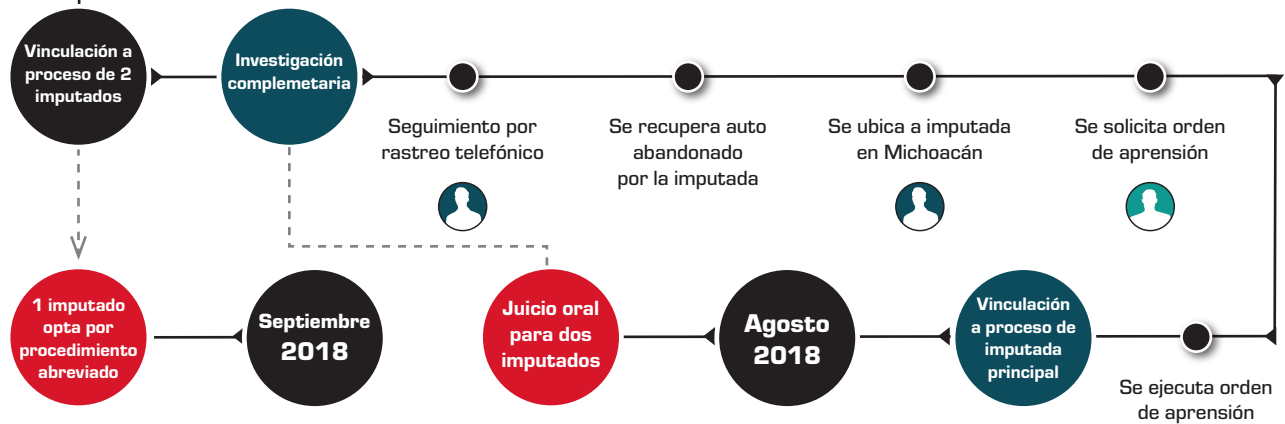 Vinculación a
proceso de 2
imputados
Investigación
complemetaria
Seguimiento por
rastreo telefónico
Se recupera auto
abandonado
por la imputada
Se ubica a imputada
en Michoacán
Se solicita orden
de aprensión
1 imputado
opta por
procedimiento
abreviado
Septiembre
2018
Juicio oral
para dos
imputados
Agosto
2018
Vinculación
a proceso de
imputada
principal
Se ejecuta orden
de aprensión